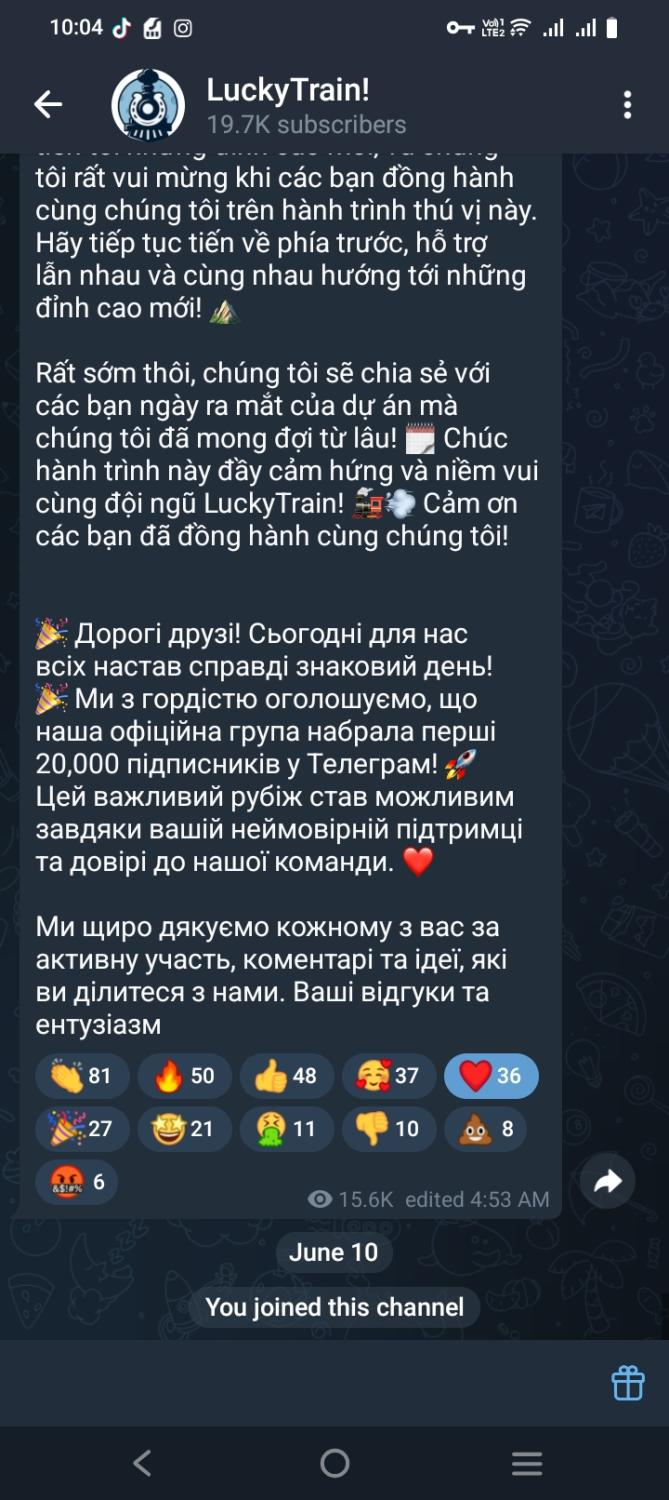 10:04
Vo)) 1
LTE2
LuckyTrain!
19.7K subscribers
tôi rất vui mừng khi các bạn đồng hành
cùng chúng tôi trên hành trình thú vị này.
Hãy tiếp tục tiến về phía trước, hỗ trợ
lẫn nhau và cùng nhau hướng tới những
đỉnh cao mới! ⛰️
Rất sớm thôi, chúng tôi sẽ chia sẻ với
các bạn ngày ra mắt của dự án mà
chúng tôi đã mong đợi từ lâu! 🗓️ Chúc
hành trình này đầy cảm hứng và niềm vui
cùng đội ngũ LuckyTrain! 🚂💨 Cảm ơn
các bạn đã đồng hành cùng chúng tôi!
🎉 Дорогі друзі! Сьогодні для нас
всіх настав справді знаковий день!
🎉 Ми з гордістю оголошуємо, що
наша офіційна група набрала перші
20,000 підписників у Телеграм! 🚀
Цей важливий рубіж став можливим
завдяки вашій неймовірній підтримці
та довірі до нашої команди. ❤️
Ми щиро дякуємо кожному з вас за
активну участь, коментарі та ідеї, які
ви ділитеся з нами. Ваші відгуки та
ентузіазм
👏 81 🔥 50 👍 48 🥰 37 ❤️ 36
🎉 27 🤩 21 🤮 11 👎 10 💩 8
🤬 6
15.6K edited 4:53 AM
June 10
You joined this channel